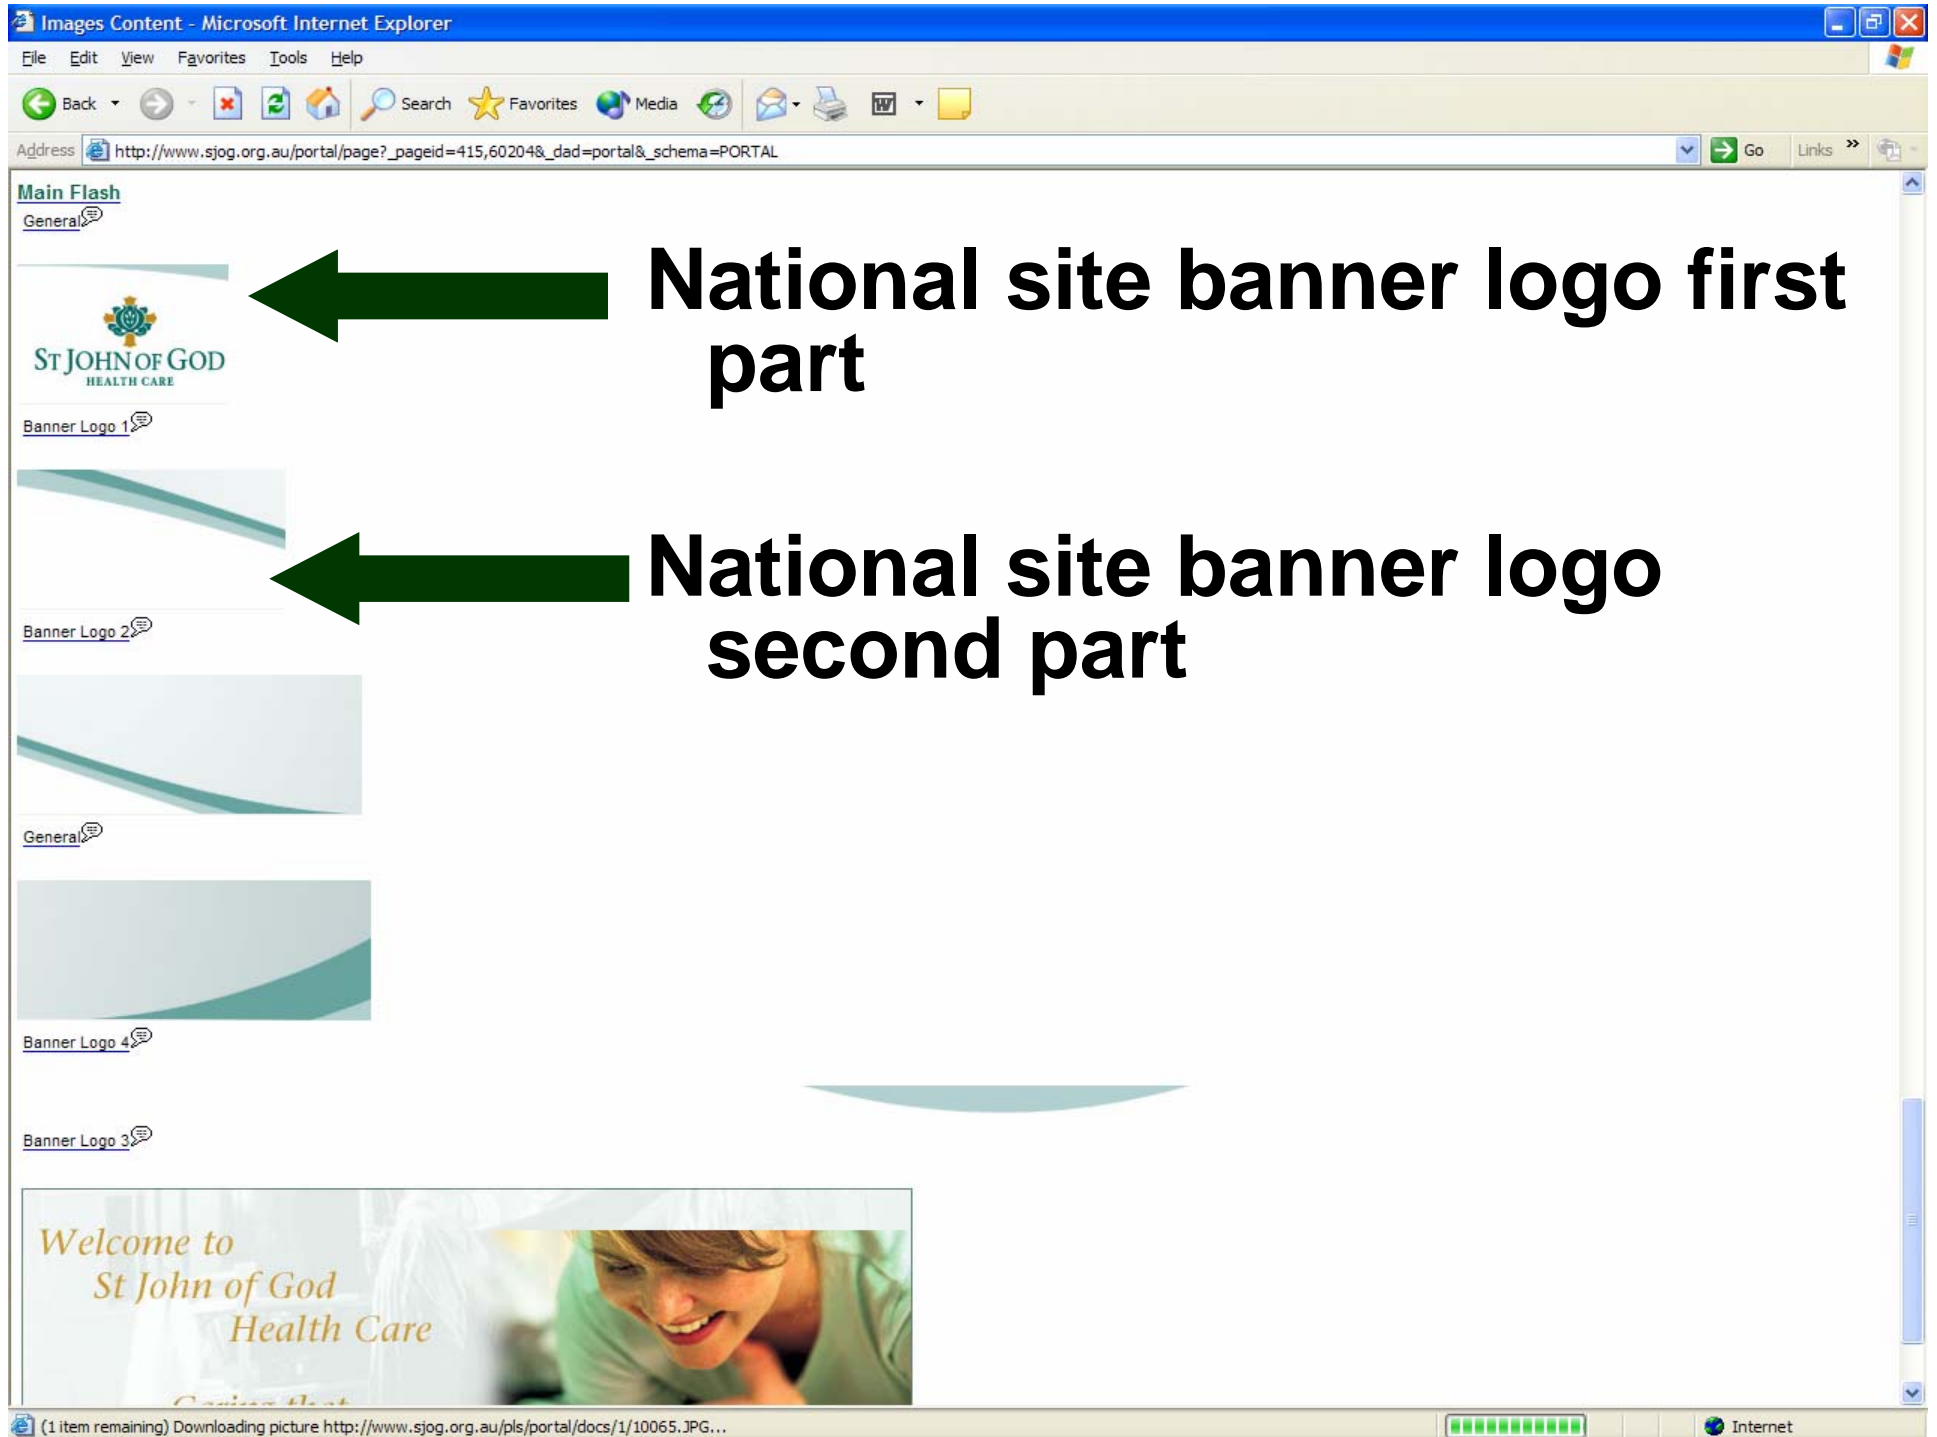 Images Content - Microsoft Internet Explorer
File Edit View Favorites Tools Help
Back Search Favorites Media
Address http://www.sjog.org.au/portal/page?_pageid=415,60204&_dad=portal&_schema=PORTAL Go Links »
Main Flash
General
National site banner logo first
part
ST JOHN OF GOD
HEALTH CARE
Banner Logo 1
National site banner logo
second part
Banner Logo 2
General
Banner Logo 4
Banner Logo 3
Welcome to
St John of God
Health Care
Caring that
(1 item remaining) Downloading picture http://www.sjog.org.au/pls/portal/docs/1/10065.JPG... Internet